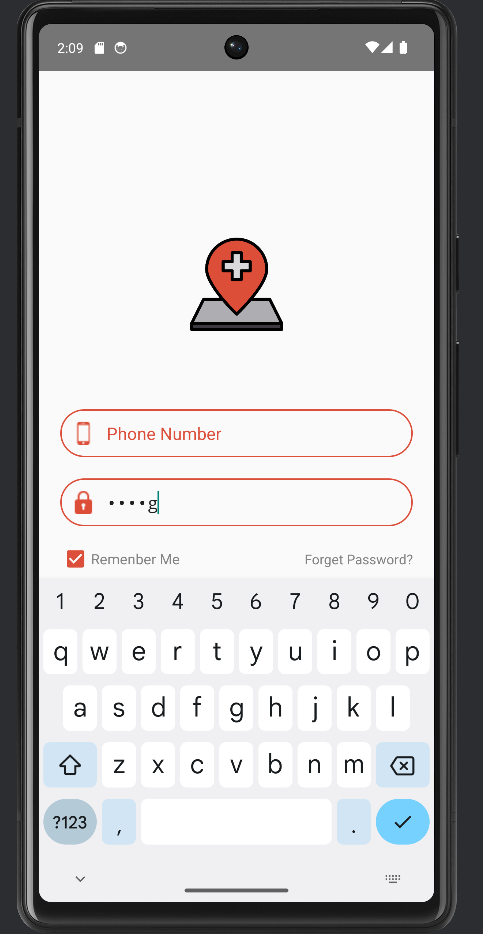 2:09
Phone Number
••••g
Remenber Me
Forget Password?
1 2 3 4 5 6 7 8 9 0
q w e r t y u i o p
a s d f g h j k l
z x c v b n m
?123 , .